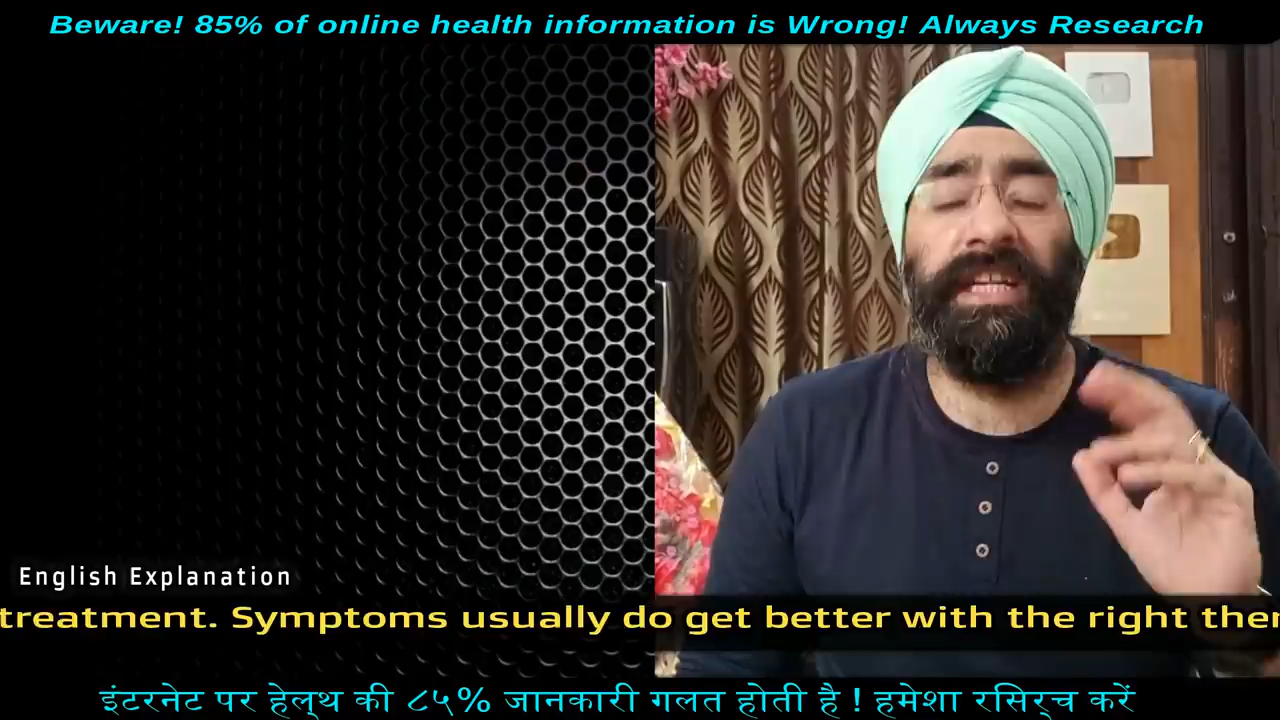 Beware! 85% of online health information is Wrong! Always Research
English Explanation
treatment. Symptoms usually do get better with the right ther
इंटरनेट पर हेल्थ की ८५% जानकारी गलत होती है ! हमेशा रसिर्च करें